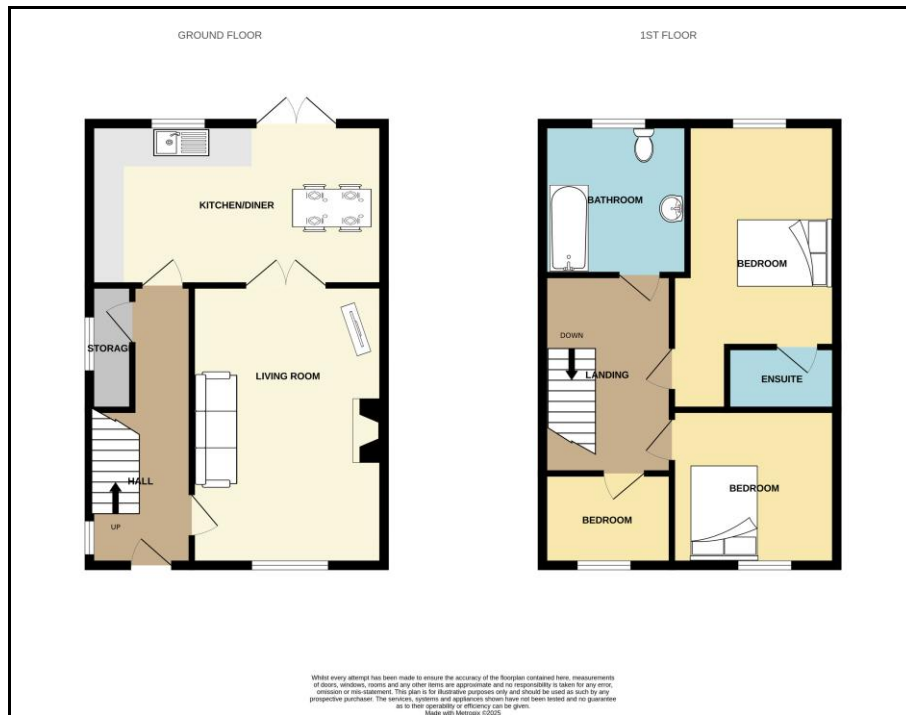 GROUND FLOOR
1ST FLOOR
KITCHEN/DINER
STORAG
LIVING ROOM
HALL
UP
BATHROOM
BEDROOM
DOWN
LANDING
ENSUITE
BEDROOM
BEDROOM
Whilst every attempt has been made to ensure the accuracy of the floorplan contained here, measurements
of doors, windows, rooms and any other items are approximate and no responsibility is taken for any error,
omission or mis-statement. This plan is for illustrative purposes only and should be used as such by any
prospective purchaser. The services, systems and appliances shown have not been tested and no guarantee
as to their operability or efficiency can be given.
Made with Metropix ©2025